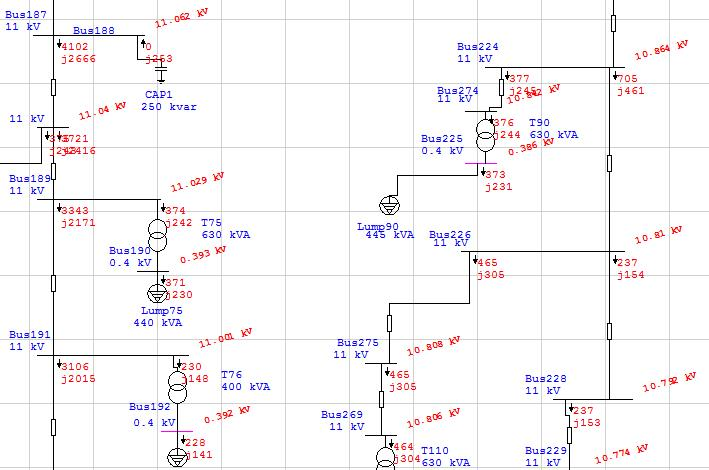 Bus187
11 kV
Bus188
11.062 kV
4102
j2666
0
j253
CAP1
250 kvar
11 kV
11.04 kV
Bus189
11 kV
11.029 kV
3343
j2171
374
j242
T75
630 kVA
Bus190
0.4 kV
0.393 kV
371
j230
Lump75
440 kVA
Bus191
11 kV
11.001 kV
3106
j2015
230
j148
T76
400 kVA
Bus192
0.4 kV
0.392 kV
228
j141
Bus224
11 kV
10.864 kV
377
705
j461
Bus274
11 kV
376
j244
T90
630 kVA
Bus225
0.4 kV
0.386 kV
373
j231
Lump90
445 kVA
Bus226
11 kV
10.81 kV
465
j305
237
j154
Bus275
11 kV
10.808 kV
465
j305
Bus269
11 kV
10.806 kV
464
j304
T110
630 kVA
Bus228
11 kV
10.792 kV
237
j153
Bus229
11 kV
10.774 kV